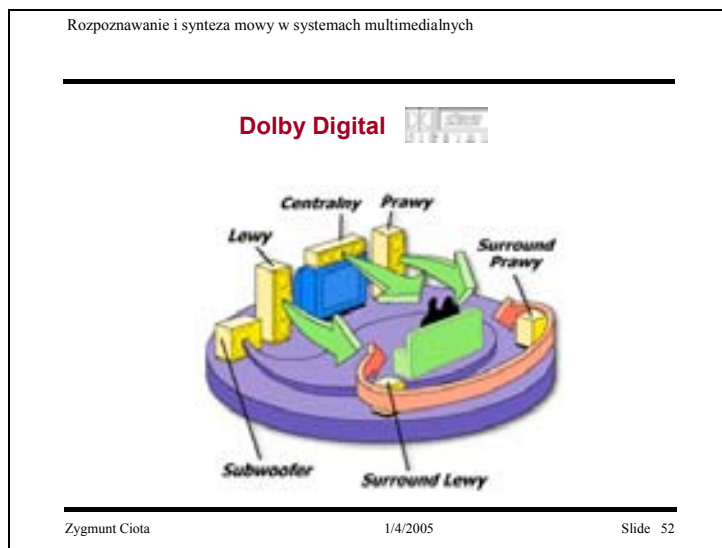 Rozpoznawanie i synteza mowy w systemach multimedialnych
Dolby Digital
Centralny
Prawy
Lewy
Surround
Prawy
Subwoofer
Surround Lewy
Zygmunt Ciota 1/4/2005 Slide 52